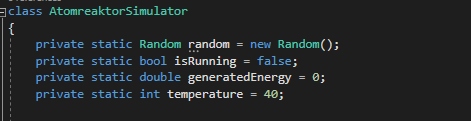 class AtomreaktorSimulator
{
private static Random random = new Random();
private static bool isRunning = false;
private static double generatedEnergy = 0;
private static int temperature = 40;